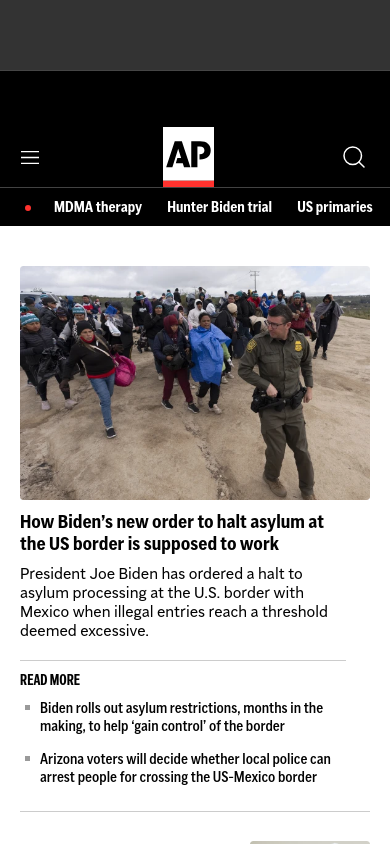 AP
MDMA therapy Hunter Biden trial US primaries
How Biden’s new order to halt asylum at
the US border is supposed to work
President Joe Biden has ordered a halt to
asylum processing at the U.S. border with
Mexico when illegal entries reach a threshold
deemed excessive.
READ MORE
Biden rolls out asylum restrictions, months in the
making, to help ‘gain control’ of the border
Arizona voters will decide whether local police can
arrest people for crossing the US-Mexico border